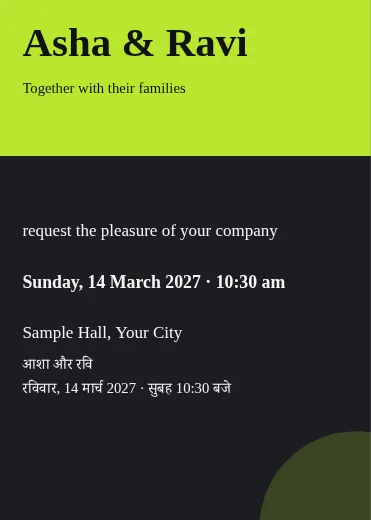 Asha & Ravi
Together with their families
request the pleasure of your company
Sunday, 14 March 2027 · 10:30 am
Sample Hall, Your City
आशा और रवि
रविवार, 14 मार्च 2027 · सुबह 10:30 बजे